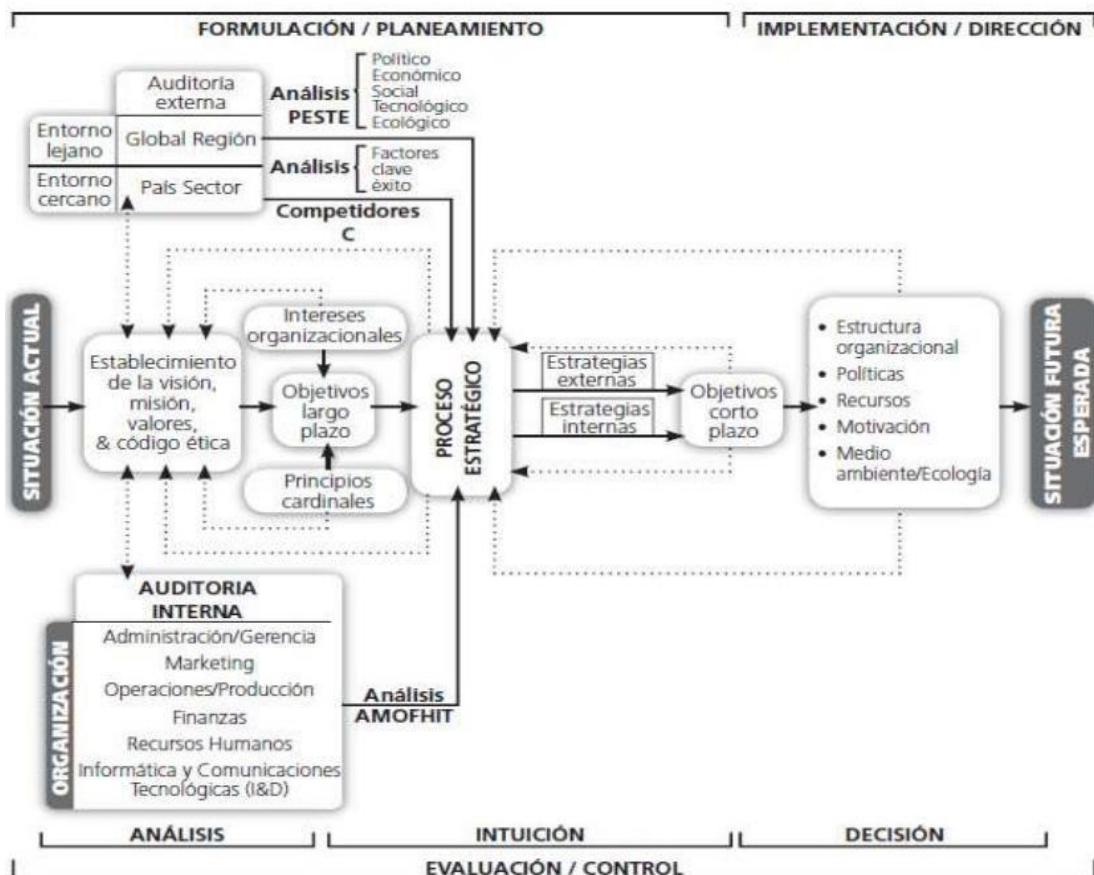 FORMULACIÓN / PLANEAMIENTO
IMPLEMENTACIÓN / DIRECCIÓN
Auditoría
externa
Entorno
lejano
Global Región
Entorno
cercano
País Sector
Análisis
PESTE
Político
Económico
Social
Tecnológico
Ecológico
Análisis
Factores
clave
éxito
Competidores
C
SITUACIÓN ACTUAL
Establecimiento
de la visión,
misión,
valores,
& código ética
Intereses
organizacionales
Objetivos
largo
plazo
Principios
cardinales
PROCESO
ESTRATÉGICO
Estrategias
externas
Estrategias
internas
Objetivos
corto
plazo
• Estructura
organizacional
• Políticas
• Recursos
• Motivación
• Medio
ambiente/Ecología
SITUACIÓN FUTURA
ESPERADA
ORGANIZACIÓN
AUDITORIA
INTERNA
Administración/Gerencia
Marketing
Operaciones/Producción
Finanzas
Recursos Humanos
Informática y Comunicaciones
Tecnológicas (I&D)
Análisis
AMOFHIT
ANÁLISIS
INTUICIÓN
DECISIÓN
EVALUACIÓN / CONTROL